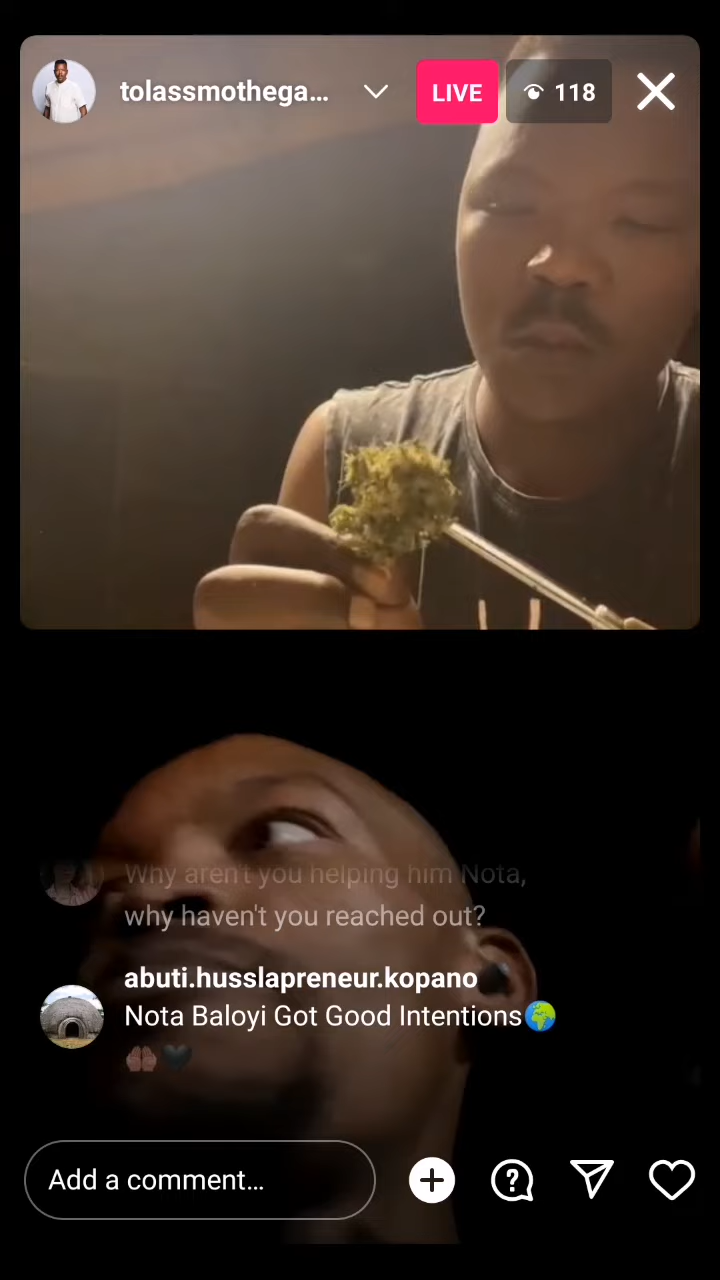 tolassmothega...
LIVE
118
Why aren't you helping him Nota,
why haven't you reached out?
abuti.husslapreneur.kopano
Nota Baloyi Got Good Intentions🌍
🤲🏾🖤
Add a comment...